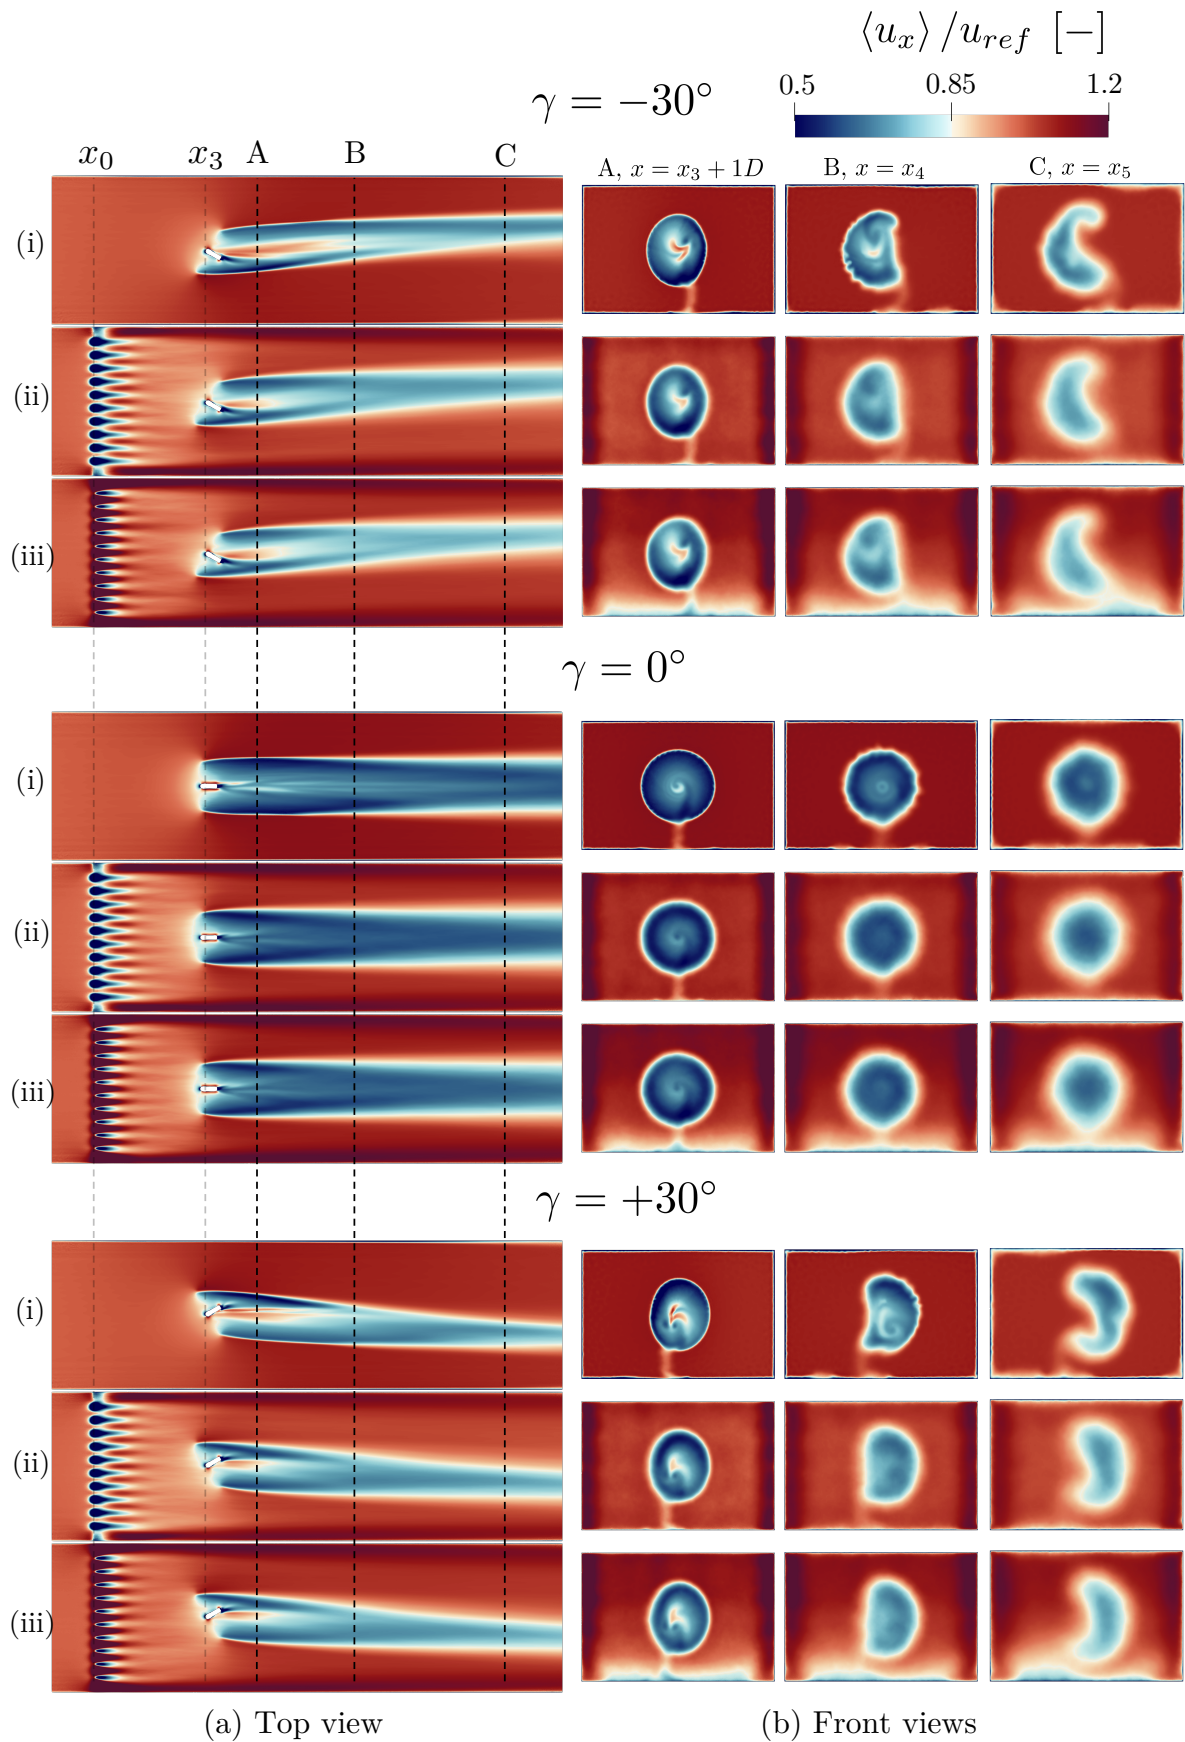 ⟨u_x⟩ / u_ref [−]
0.5 0.85 1.2
γ = −30°
x_0 x_3 A B C
A, x = x_3 + 1D B, x = x_4 C, x = x_5
(i)
(ii)
(iii)
γ = 0°
(i)
(ii)
(iii)
γ = +30°
(i)
(ii)
(iii)
(a) Top view (b) Front views